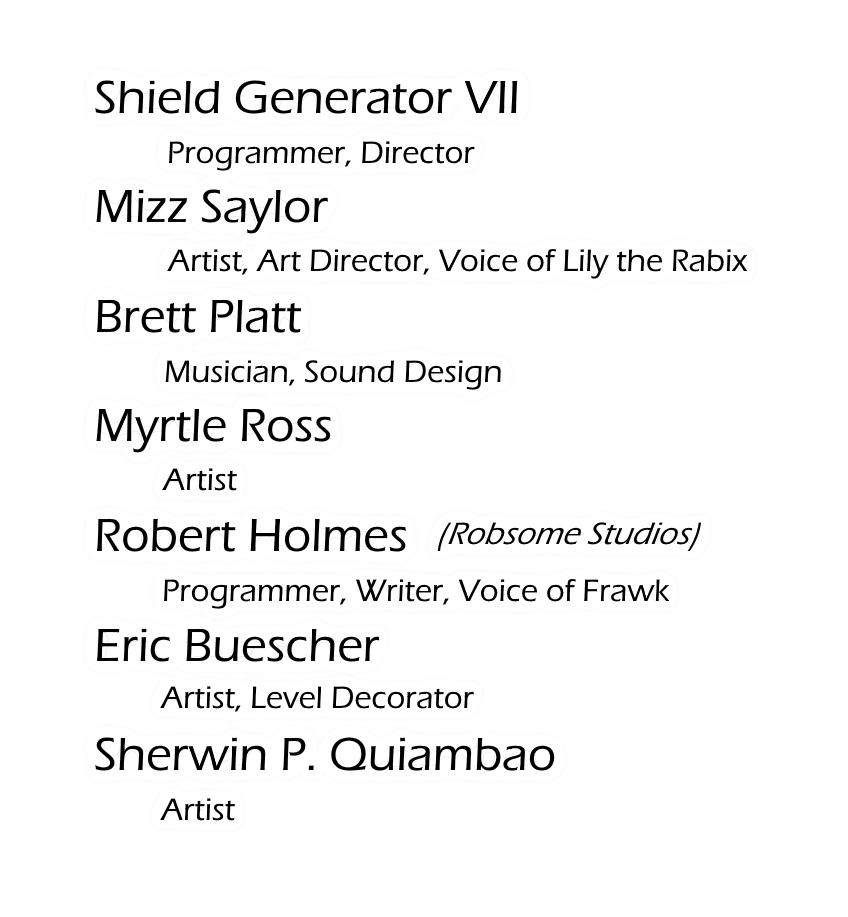 Shield Generator VII
Programmer, Director
Mizz Saylor
Artist, Art Director, Voice of Lily the Rabix
Brett Platt
Musician, Sound Design
Myrtle Ross
Artist
Robert Holmes (Robsome Studios)
Programmer, Writer, Voice of Frawk
Eric Buescher
Artist, Level Decorator
Sherwin P. Quiambao
Artist